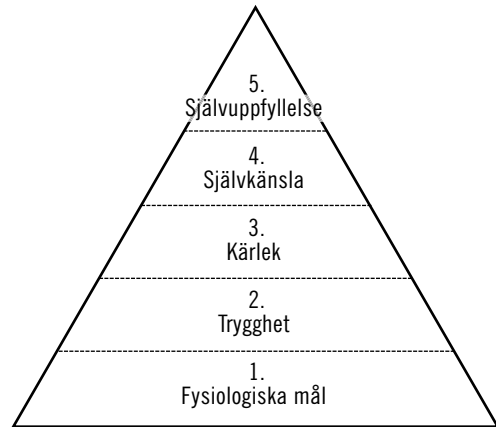 5.
Självuppfyllelse
4.
Självkänsla
3.
Kärlek
2.
Trygghet
1.
Fysiologiska mål